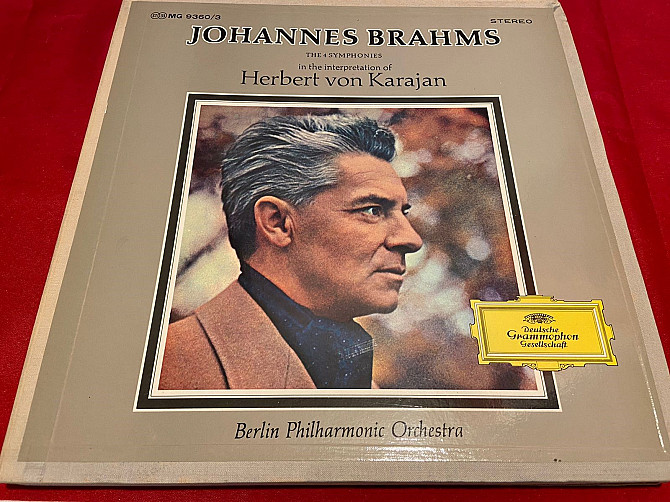 MG 9360/3
STEREO
JOHANNES BRAHMS
THE 4 SYMPHONIES
in the interpretation of
Herbert von Karajan
Deutsche
Grammophon
Gesellschaft
Berlin Philharmonic Orchestra